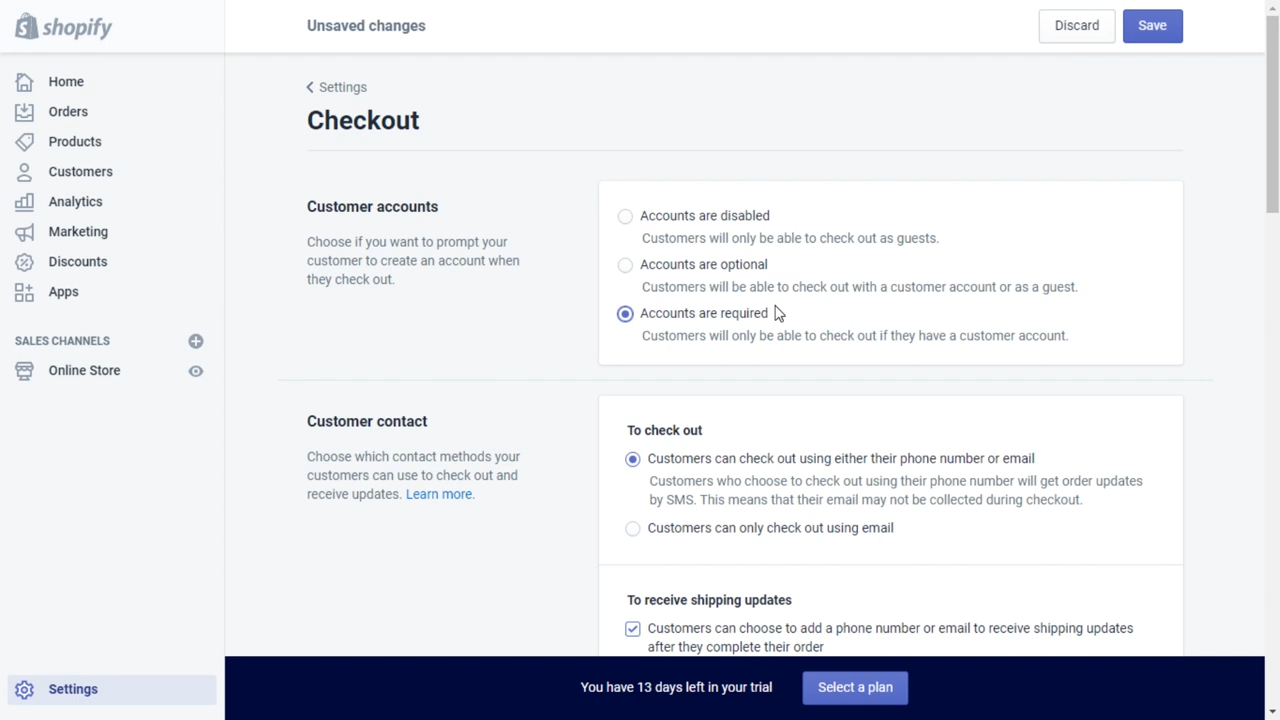 shopify
Unsaved changes
Discard
Save
Home
Orders
Products
Customers
Analytics
Marketing
Discounts
Apps
SALES CHANNELS
Online Store
Settings
Settings
Checkout
Customer accounts
Choose if you want to prompt your
customer to create an account when
they check out.
Accounts are disabled
Customers will only be able to check out as guests.
Accounts are optional
Customers will be able to check out with a customer account or as a guest.
Accounts are required
Customers will only be able to check out if they have a customer account.
Customer contact
Choose which contact methods your
customers can use to check out and
receive updates. Learn more.
To check out
Customers can check out using either their phone number or email
Customers who choose to check out using their phone number will get order updates
by SMS. This means that their email may not be collected during checkout.
Customers can only check out using email
To receive shipping updates
Customers can choose to add a phone number or email to receive shipping updates
after they complete their order
You have 13 days left in your trial
Select a plan